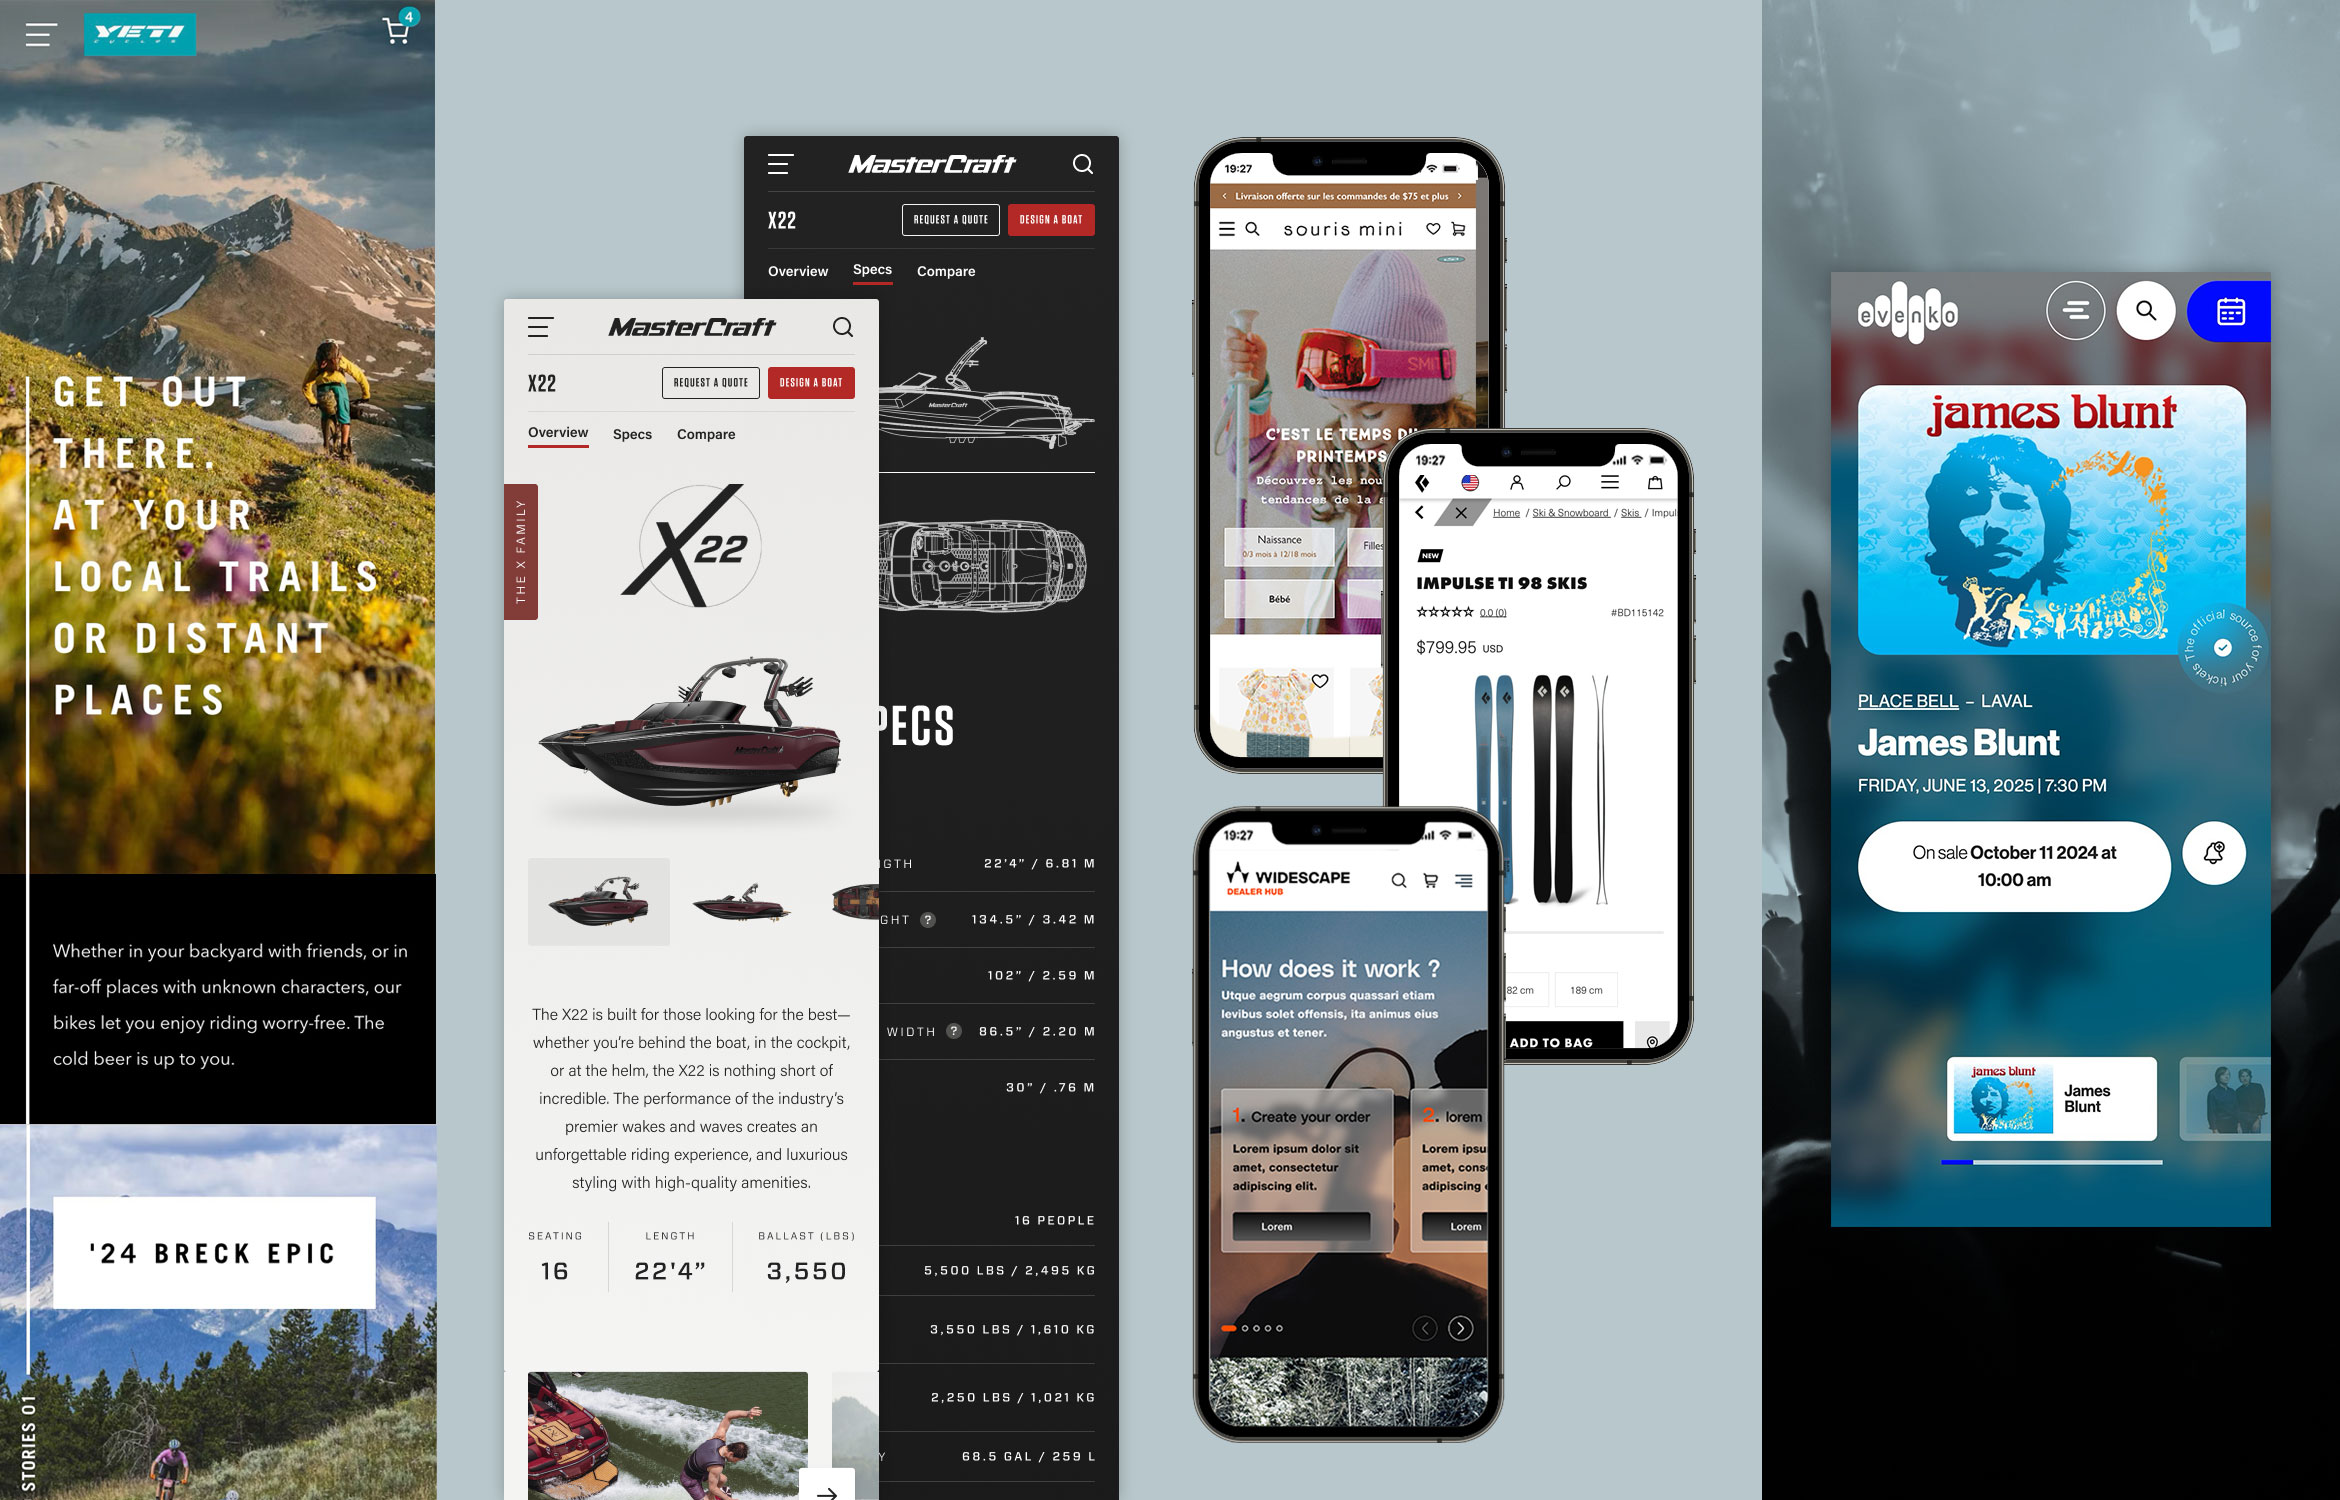 YETI
CYCLES
4
GET OUT
THERE.
AT YOUR
LOCAL TRAILS
OR DISTANT
PLACES
Whether in your backyard with friends, or in
far-off places with unknown characters, our
bikes let you enjoy riding worry-free. The
cold beer is up to you.
'24 BRECK EPIC
STORIES 01
MasterCraft
X22
REQUEST A QUOTE
DESIGN A BOAT
Overview
Specs
Compare
THE X FAMILY
X22
MasterCraft
The X22 is built for those looking for the best—
whether you're behind the boat, in the cockpit,
or at the helm, the X22 is nothing short of
incredible. The performance of the industry's
premier wakes and waves creates an
unforgettable riding experience, and luxurious
styling with high-quality amenities.
SEATING
LENGTH
BALLAST (LBS)
16
22'4”
3,550
MasterCraft
X22
REQUEST A QUOTE
DESIGN A BOAT
Overview
Specs
Compare
MasterCraft
PECS
NGTH
22'4” / 6.81 M
GHT ?
134.5” / 3.42 M
102” / 2.59 M
WIDTH ?
86.5” / 2.20 M
30” / .76 M
16 PEOPLE
5,500 LBS / 2,495 KG
3,550 LBS / 1,610 KG
2,250 LBS / 1,021 KG
Y
68.5 GAL / 259 L
19:27
Livraison offerte sur les commandes de $75 et plus
souris mini
SMITH
C'EST LE TEMPS DU
PRINTEMPS
Découvrez les nou
tendances de la s
Naissance
0/3 mois à 12/18 mois
Filles
Bébé
19:27
Home / Ski & Snowboard / Skis / Impul
NEW
IMPULSE TI 98 SKIS
0.0 (0)
#BD115142
$799.95 USD
82 cm
189 cm
ADD TO BAG
19:27
WIDESCAPE
DEALER HUB
How does it work ?
Utque aegrum corpus quassari etiam
levibus solet offensis, ita animus eius
angustus et tener.
1. Create your order
Lorem ipsum dolor sit
amet, consectetur
adipiscing elit.
Lorem
2. lorem
Lorem ipsu
amet, cons
adipiscing e
Lorem
evenko
james blunt
The official source for your tickets
PLACE BELL – LAVAL
James Blunt
FRIDAY, JUNE 13, 2025 | 7:30 PM
On sale October 11 2024 at
10:00 am
james blunt
James
Blunt